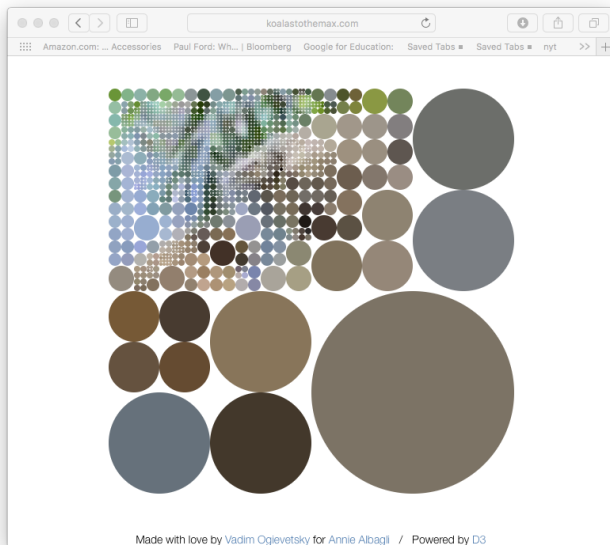 koalastothemax.com
Amazon.com: ... Accessories Paul Ford: Wh... | Bloomberg Google for Education: Saved Tabs Saved Tabs nyt >>
Made with love by Vadim Ogievetsky for Annie Albagli / Powered by D3